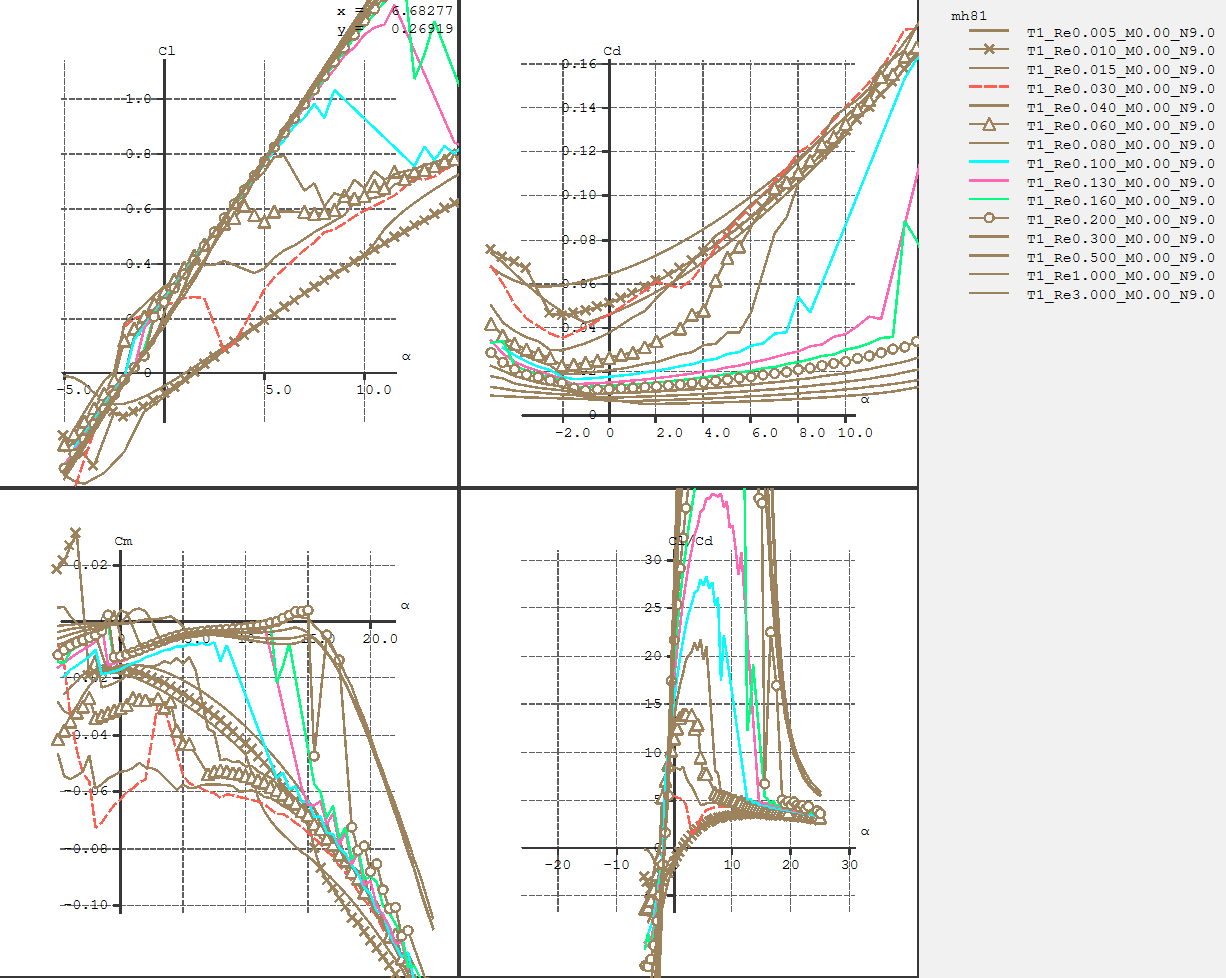 x = 6.68277
y = 0.26919
Cl
1.0
0.8
0.6
0.4
0
-5.0
5.0
10.0
α
Cd
0.16
0.14
0.12
0.10
0.08
0.06
0.04
0
-2.0
0
2.0
4.0
6.0
8.0
10.0
α
mh81
T1_Re0.005_M0.00_N9.0
T1_Re0.010_M0.00_N9.0
T1_Re0.015_M0.00_N9.0
T1_Re0.030_M0.00_N9.0
T1_Re0.040_M0.00_N9.0
T1_Re0.060_M0.00_N9.0
T1_Re0.080_M0.00_N9.0
T1_Re0.100_M0.00_N9.0
T1_Re0.130_M0.00_N9.0
T1_Re0.160_M0.00_N9.0
T1_Re0.200_M0.00_N9.0
T1_Re0.300_M0.00_N9.0
T1_Re0.500_M0.00_N9.0
T1_Re1.000_M0.00_N9.0
T1_Re3.000_M0.00_N9.0
Cm
0.02
-0.04
-0.06
-0.08
-0.10
20.0
α
Cl/Cd
30
25
20
15
10
5
-20
-10
10
20
30
α